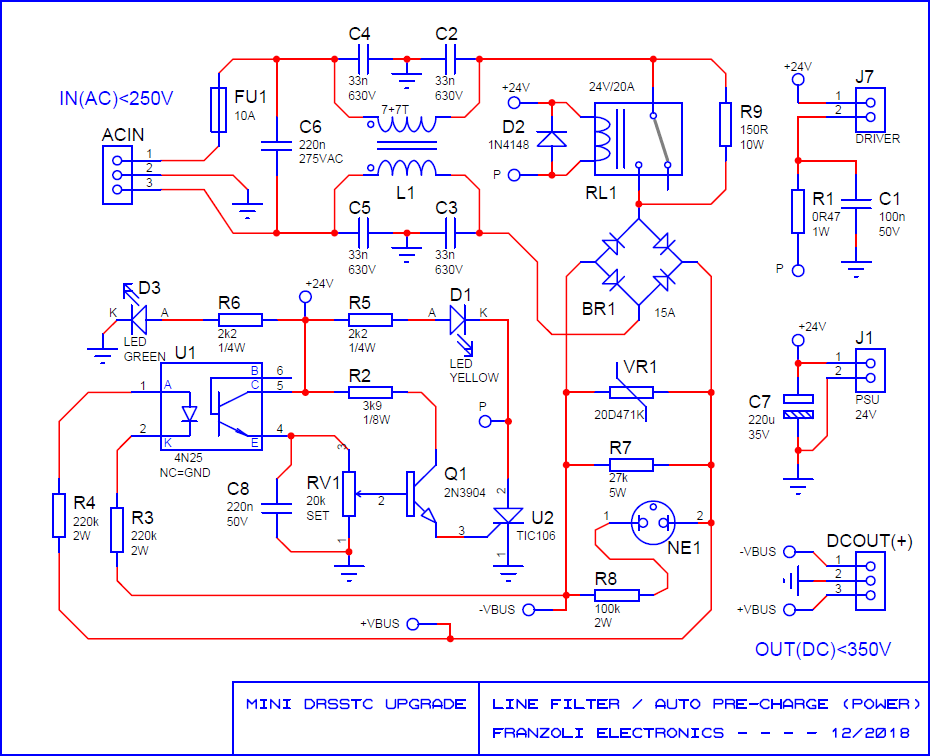 IN(AC)<250V
ACIN
1
2
3
FU1
10A
C6
220n
275VAC
C4
33n
630V
C2
33n
630V
7+7T
L1
C5
33n
630V
C3
33n
630V
+24V
D2
1N4148
P
24V/20A
RL1
R9
150R
10W
+24V
J7
1
2
DRIVER
R1
0R47
1W
C1
100n
50V
P
BR1
15A
D3
K
A
LED
GREEN
R6
2k2
1/4W
+24V
R5
2k2
1/4W
D1
A
K
LED
YELLOW
U1
1
A
2
K
B
6
C
5
E
4
4N25
NC=GND
R2
3k9
1/8W
P
VR1
20D471K
+24V
J1
1
2
PSU
24V
C7
220u
35V
R4
220k
2W
R3
220k
2W
C8
220n
50V
RV1
20k
SET
3
2
1
Q1
2N3904
3
2
U2
TIC106
1
R7
27k
5W
1
2
NE1
R8
100k
2W
-VBUS
+VBUS
DCOUT(+)
-VBUS
1
2
3
+VBUS
OUT(DC)<350V
MINI DRSSTC UPGRADE
LINE FILTER / AUTO PRE-CHARGE (POWER)
FRANZOLI ELECTRONICS - - - - 12/2018